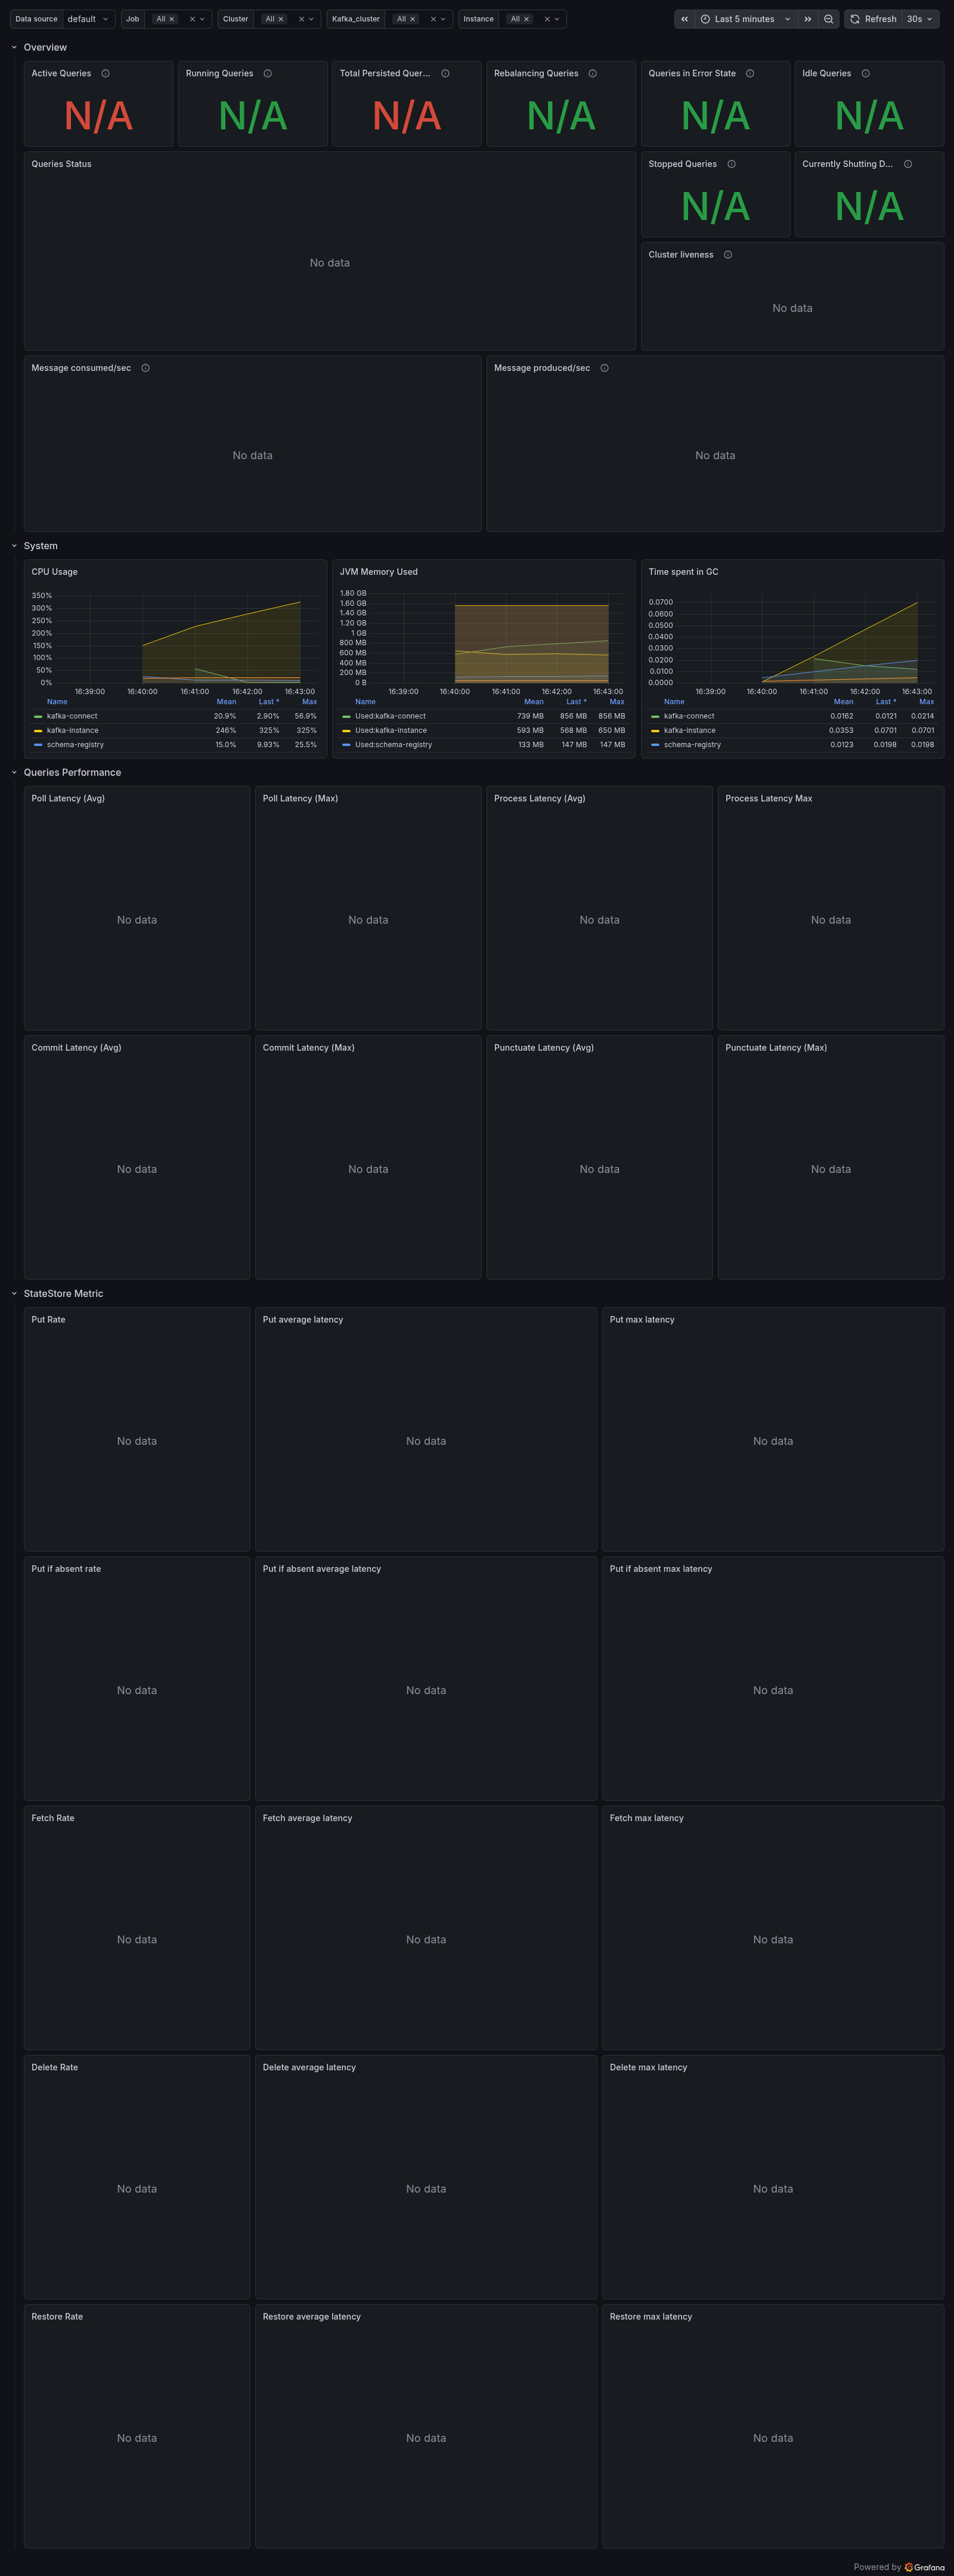 Data source default Job All Cluster All Kafka_cluster All Instance All Last 5 minutes Refresh 30s
Overview
Active Queries Running Queries Total Persisted Quer... Rebalancing Queries Queries in Error State Idle Queries
N/A N/A N/A N/A N/A N/A
Queries Status Stopped Queries Currently Shutting D...
N/A N/A
No data
Cluster liveness
No data
Message consumed/sec Message produced/sec
No data No data
System
CPU Usage
350%
300%
250%
200%
150%
100%
50%
0%
16:39:00 16:40:00 16:41:00 16:42:00 16:43:00
Name Mean Last * Max
kafka-connect 20.9% 2.90% 56.9%
kafka-instance 246% 325% 325%
schema-registry 15.0% 9.93% 25.5%
JVM Memory Used
1.80 GB
1.60 GB
1.40 GB
1.20 GB
1 GB
800 MB
600 MB
400 MB
200 MB
0 B
16:39:00 16:40:00 16:41:00 16:42:00 16:43:00
Name Mean Last * Max
Used:kafka-connect 739 MB 856 MB 856 MB
Used:kafka-instance 593 MB 568 MB 650 MB
Used:schema-registry 133 MB 147 MB 147 MB
Time spent in GC
0.0700
0.0600
0.0500
0.0400
0.0300
0.0200
0.0100
0.0000
16:39:00 16:40:00 16:41:00 16:42:00 16:43:00
Name Mean Last * Max
kafka-connect 0.0162 0.0121 0.0214
kafka-instance 0.0353 0.0701 0.0701
schema-registry 0.0123 0.0198 0.0198
Queries Performance
Poll Latency (Avg) Poll Latency (Max) Process Latency (Avg) Process Latency Max
No data No data No data No data
Commit Latency (Avg) Commit Latency (Max) Punctuate Latency (Avg) Punctuate Latency (Max)
No data No data No data No data
StateStore Metric
Put Rate Put average latency Put max latency
No data No data No data
Put if absent rate Put if absent average latency Put if absent max latency
No data No data No data
Fetch Rate Fetch average latency Fetch max latency
No data No data No data
Delete Rate Delete average latency Delete max latency
No data No data No data
Restore Rate Restore average latency Restore max latency
No data No data No data
Powered by Grafana